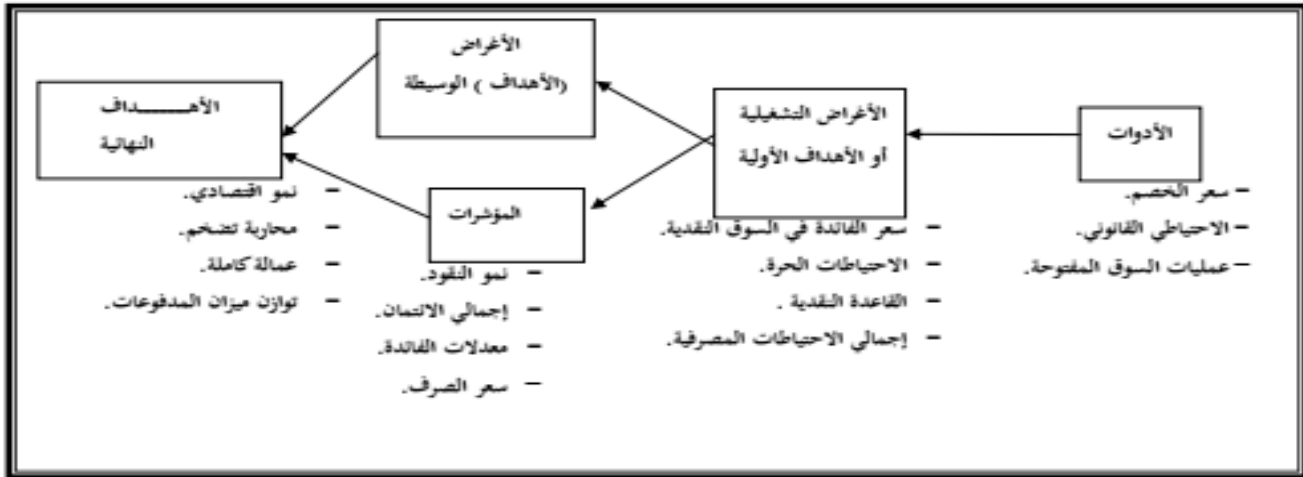 الأدوات
– سعر الخصم.
– الاحتياطي القانوني.
– عمليات السوق المفتوحة.
الأغراض التشغيلية
أو الأهداف الأولية
– سعر الفائدة في السوق النقدية.
– الاحتياطات الحرة.
– القاعدة النقدية .
– إجمالي الاحتياطات المصرفية.
الأغراض
(الأهداف ) الوسيطة
المؤشرات
– نمو النقود.
– إجمالي الائتمان.
– معدلات الفائدة.
– سعر الصرف.
الأهـــــــداف
النهائية
– نمو اقتصادي.
– محاربة تضخم.
– عمالة كاملة.
– توازن ميزان المدفوعات.